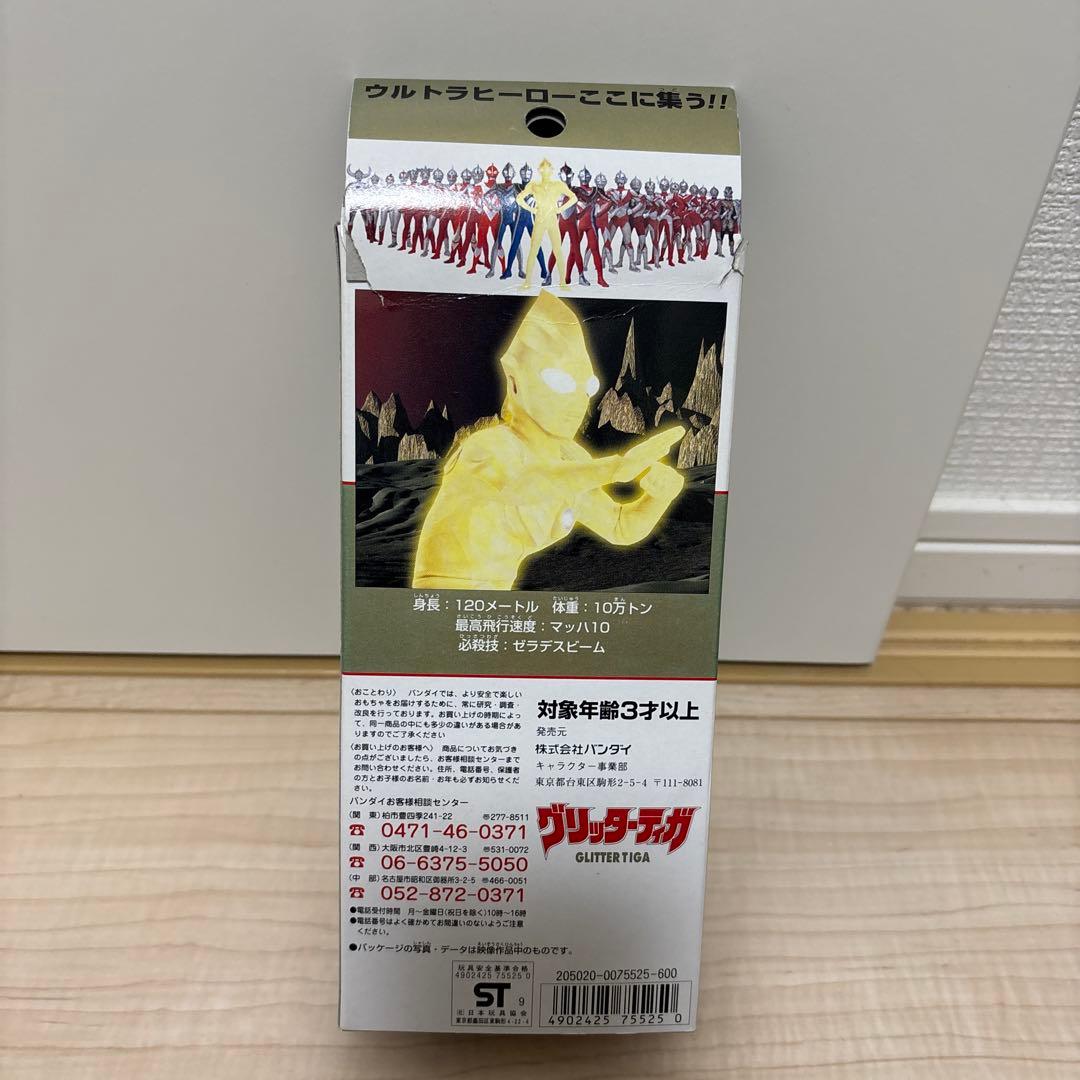 ウルトラヒーローここに集う!!
身長：120メートル 体重：10万トン
最高飛行速度：マッハ10
必殺技：ゼラデスビーム
〈おことわり〉 バンダイでは、より安全で楽しい
おもちゃをお届けするために、常に研究・調査・
改良を行っております。お買い上げの時期によっ
て、同一商品の中にも多少の違いがある場合があ
りますのでご了承ください
〈お買い上げのお客様へ〉 商品についてお気づき
の点がございましたら、お客様相談センターまで
お問い合わせください。住所、電話番号、保護者
の方とお子様のお名前・お年も必ずお知らせくだ
さい。
バンダイお客様相談センター
(関 東)柏市豊四季241-22 〠277-8511
☎ 0471-46-0371
(関 西)大阪市北区豊崎4-12-3 〠531-0072
☎ 06-6375-5050
(中 部)名古屋市昭和区御器所3-2-5 〠466-0051
☎ 052-872-0371
●電話受付時間 月〜金曜日(祝日を除く)10時〜16時
●電話番号はよく確かめてお間違いのないようご注意
ください。
●パッケージの写真・データは映像作品中のものです。
対象年齢3才以上
発売元
株式会社バンダイ
キャラクター事業部
東京都台東区駒形2-5-4 〒111-8081
グリッターティガ
GLITTER TIGA
玩具安全基準合格
4902425 75525 0
ST 9
(社)日本玩具協会
東京都墨田区東駒形4-22-4
205020-0075525-600
4902425 75525 0